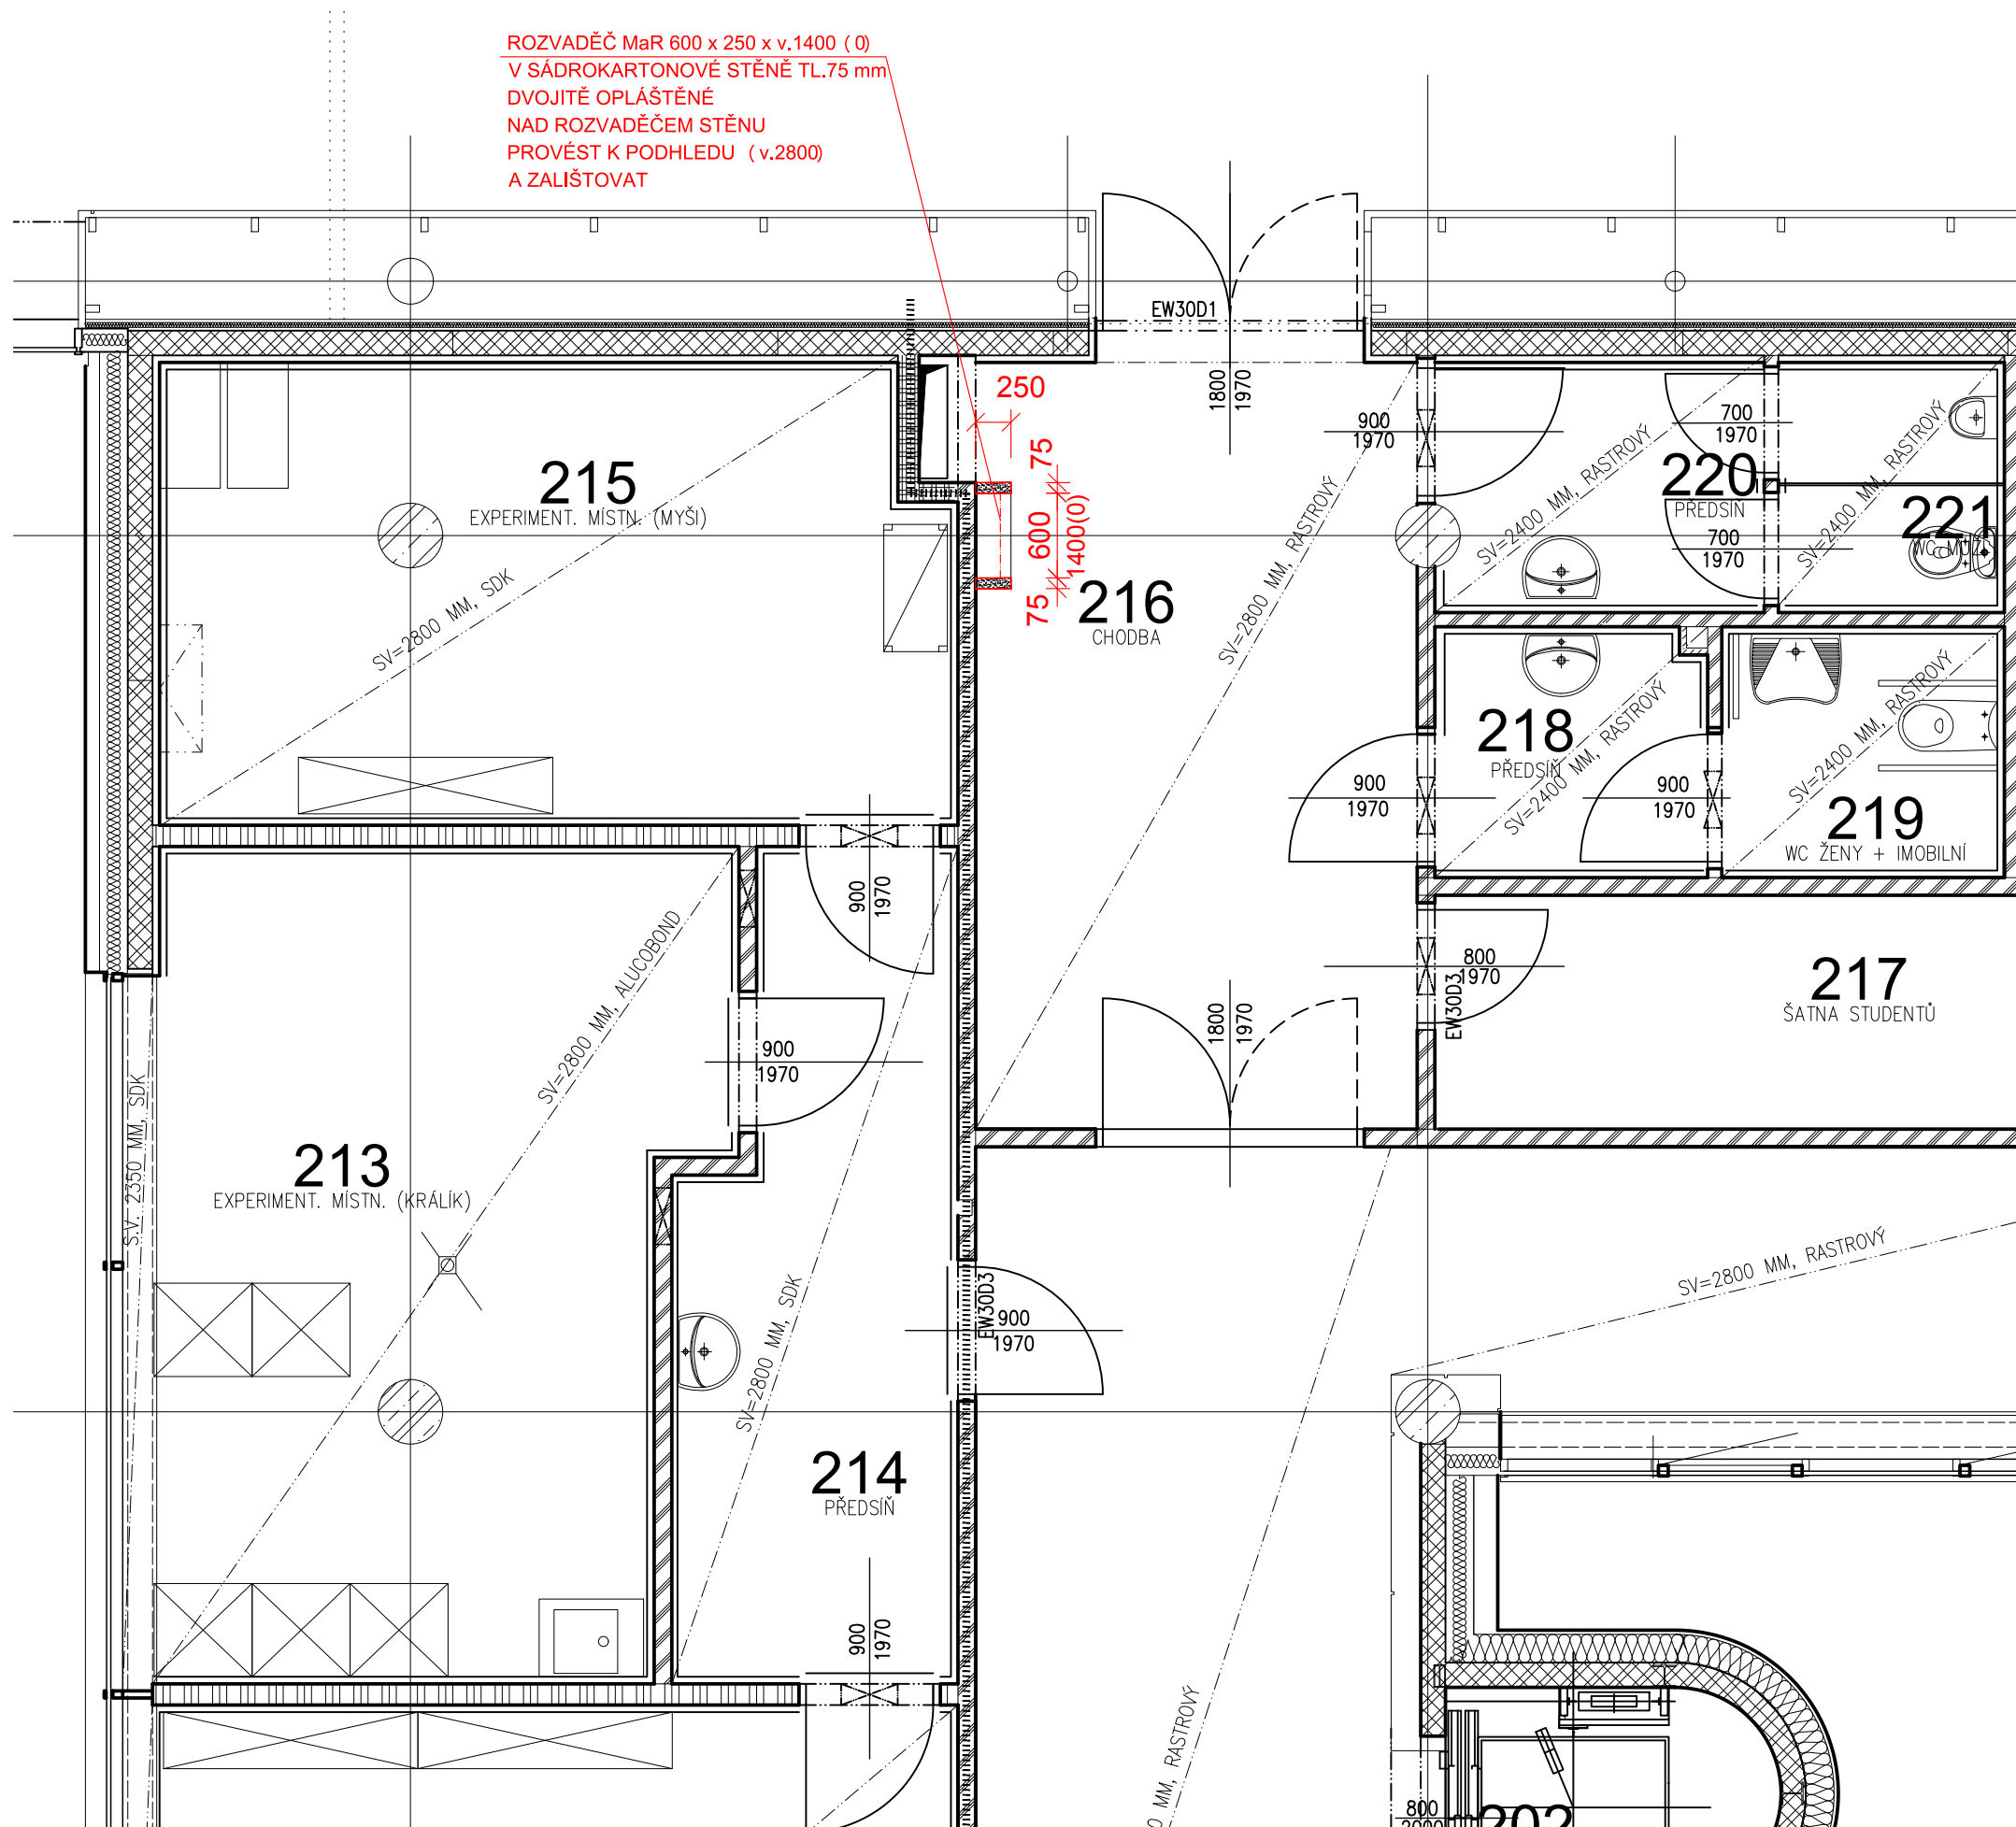 ROZVADĚČ MaR 600 x 250 x v.1400 ( 0)
V SÁDROKARTONOVÉ STĚNĚ TL.75 mm
DVOJITĚ OPLÁŠTĚNÉ
NAD ROZVADĚČEM STĚNU
PROVÉST K PODHLEDU ( v.2800)
A ZALIŠTOVAT
EW30D1
1800
1970
250
75
600
1400(0)
75
215
EXPERIMENT. MÍSTN. (MYŠI)
SV=2800 MM, SDK
216
CHODBA
SV=2800 MM, RASTROVÝ
900
1970
SV=2400 MM, RASTROVÝ
220
PŘEDSÍŇ
700
1970
700
1970
SV=2400 MM, RASTROVÝ
221
WC MUŽI
218
PŘEDSÍŇ
SV=2400 MM, RASTROVÝ
900
1970
900
1970
SV=2400 MM, RASTROVÝ
219
WC ŽENY + IMOBILNÍ
900
1970
800
1970
EW30D3
217
ŠATNA STUDENTŮ
1800
1970
SV=2800 MM, ALUCOBOND
900
1970
S.V. 2350 MM, SDK
213
EXPERIMENT. MÍSTN. (KRÁLÍK)
SV=2800 MM, SDK
EW30D3
900
1970
SV=2800 MM, RASTROVÝ
214
PŘEDSÍŇ
900
1970
0 MM, RASTROVÝ
800
2000
202